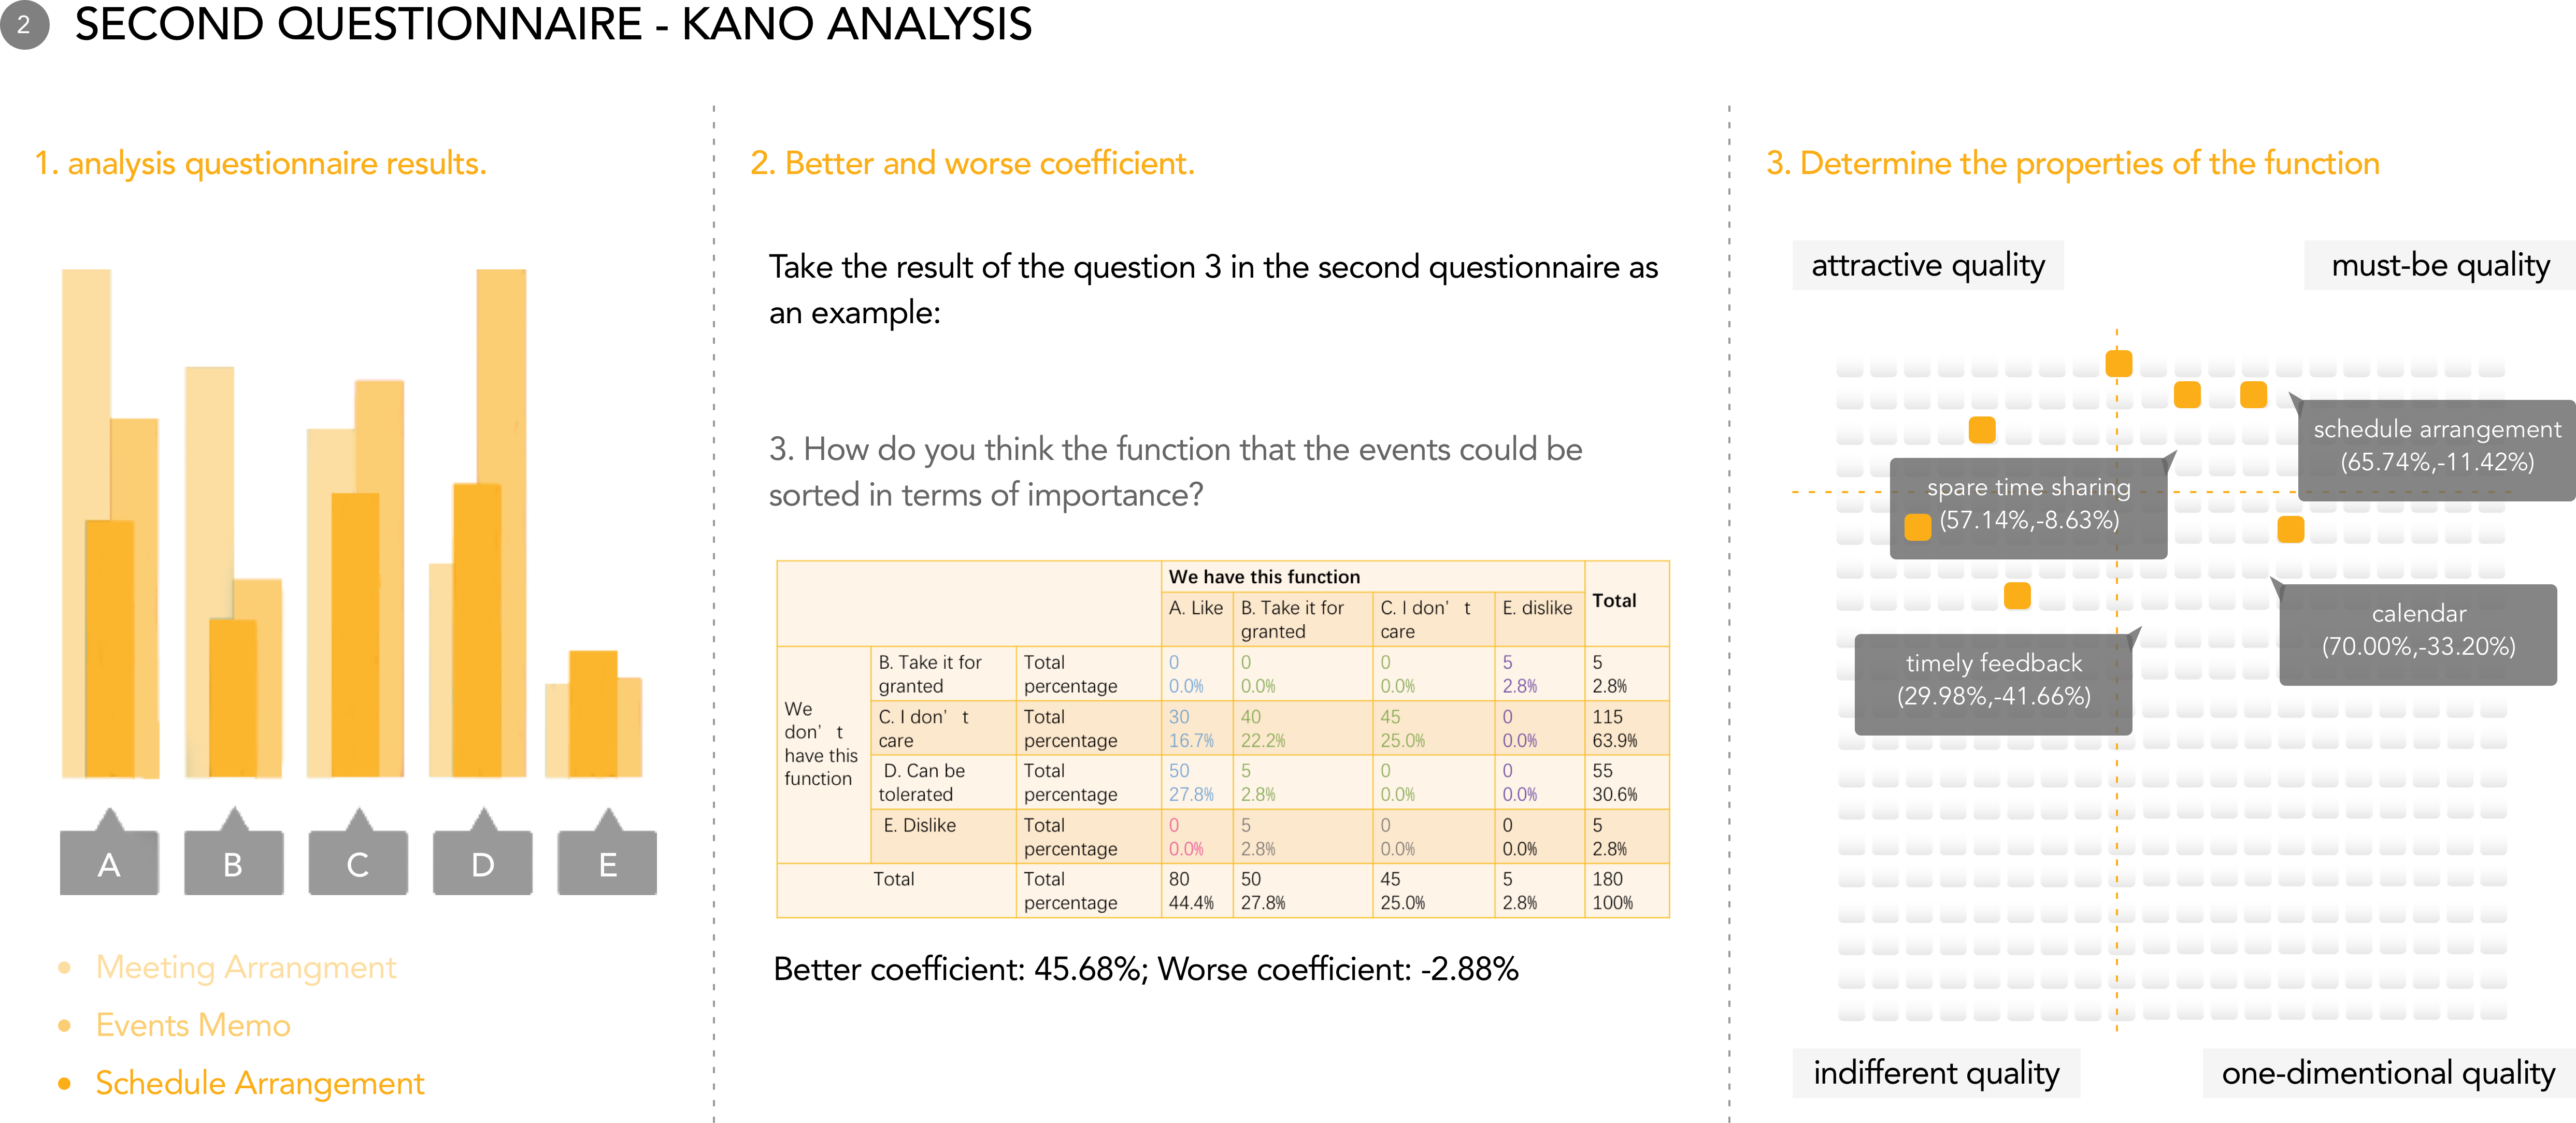 2
SECOND QUESTIONNAIRE - KANO ANALYSIS
1. analysis questionnaire results.
A
B
C
D
E
• Meeting Arrangment
• Events Memo
• Schedule Arrangement
2. Better and worse coefficient.
Take the result of the question 3 in the second questionnaire as
an example:
3. How do you think the function that the events could be
sorted in terms of importance?
We have this function
Total
A. Like
B. Take it for
granted
C. I don't
care
E. dislike
We
don't
have this
function
B. Take it for
granted
Total
percentage
0
0.0%
0
0.0%
0
0.0%
5
2.8%
5
2.8%
C. I don't
care
Total
percentage
30
16.7%
40
22.2%
45
25.0%
0
0.0%
115
63.9%
D. Can be
tolerated
Total
percentage
50
27.8%
5
2.8%
0
0.0%
0
0.0%
55
30.6%
E. Dislike
Total
percentage
0
0.0%
5
2.8%
0
0.0%
0
0.0%
5
2.8%
Total
Total
percentage
80
44.4%
50
27.8%
45
25.0%
5
2.8%
180
100%
Better coefficient: 45.68%; Worse coefficient: -2.88%
3. Determine the properties of the function
attractive quality
must-be quality
schedule arrangement
(65.74%,-11.42%)
spare time sharing
(57.14%,-8.63%)
calendar
(70.00%,-33.20%)
timely feedback
(29.98%,-41.66%)
indifferent quality
one-dimentional quality